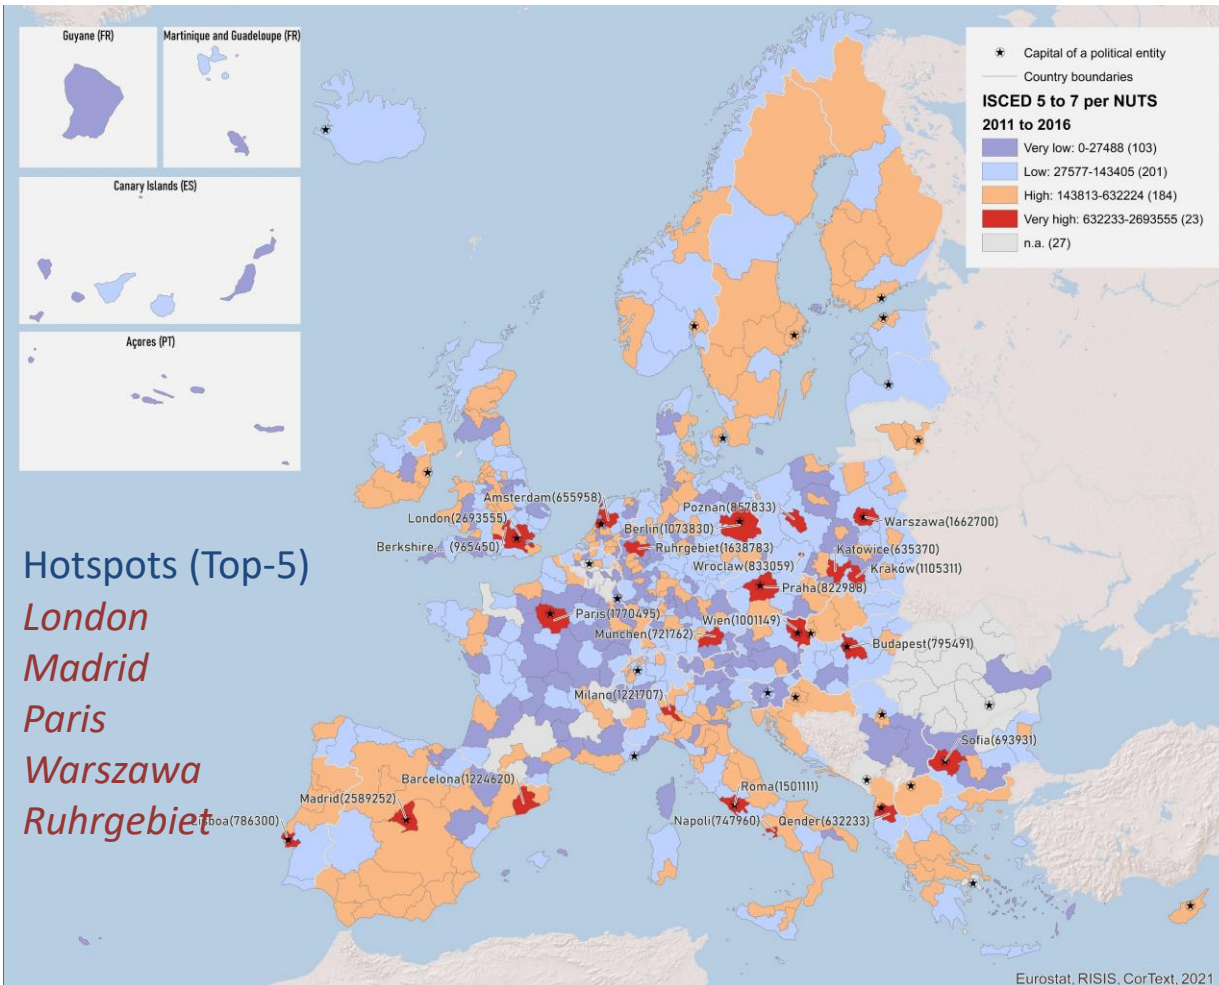 Guyane (FR)
Martinique and Guadeloupe (FR)
Canary Islands (ES)
Açores (PT)
Capital of a political entity
Country boundaries
ISCED 5 to 7 per NUTS
2011 to 2016
Very low: 0-27488 (103)
Low: 27577-143405 (201)
High: 143813-632224 (184)
Very high: 632233-2693555 (23)
n.a. (27)
Amsterdam(655958)
London(2693555)
Berkshire,... (965450)
Poznan(857833)
Berlin(1073830)
Warszawa(1662700)
Ruhrgebiet(1638783)
Katowice(635370)
Wroclaw(833059)
Kraków(1105311)
Praha(822988)
Paris(1770495)
Wien(1001149)
Munchen(721762)
Budapest(795491)
Milano(1221707)
Sofia(693931)
Barcelona(1224620)
Roma(1501111)
Madrid(2589252)
Napoli(747960)
Qender(632233)
Lisboa(786300)
Hotspots (Top-5)
London
Madrid
Paris
Warszawa
Ruhrgebiet
Eurostat, RISIS, CorText, 2021